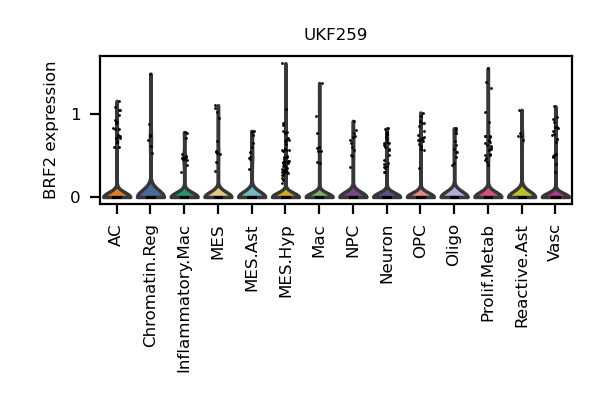 UKF259
BRF2 expression
1
0
AC
Chromatin.Reg
Inflammatory.Mac
MES
MES.Ast
MES.Hyp
Mac
NPC
Neuron
OPC
Oligo
Prolif.Metab
Reactive.Ast
Vasc